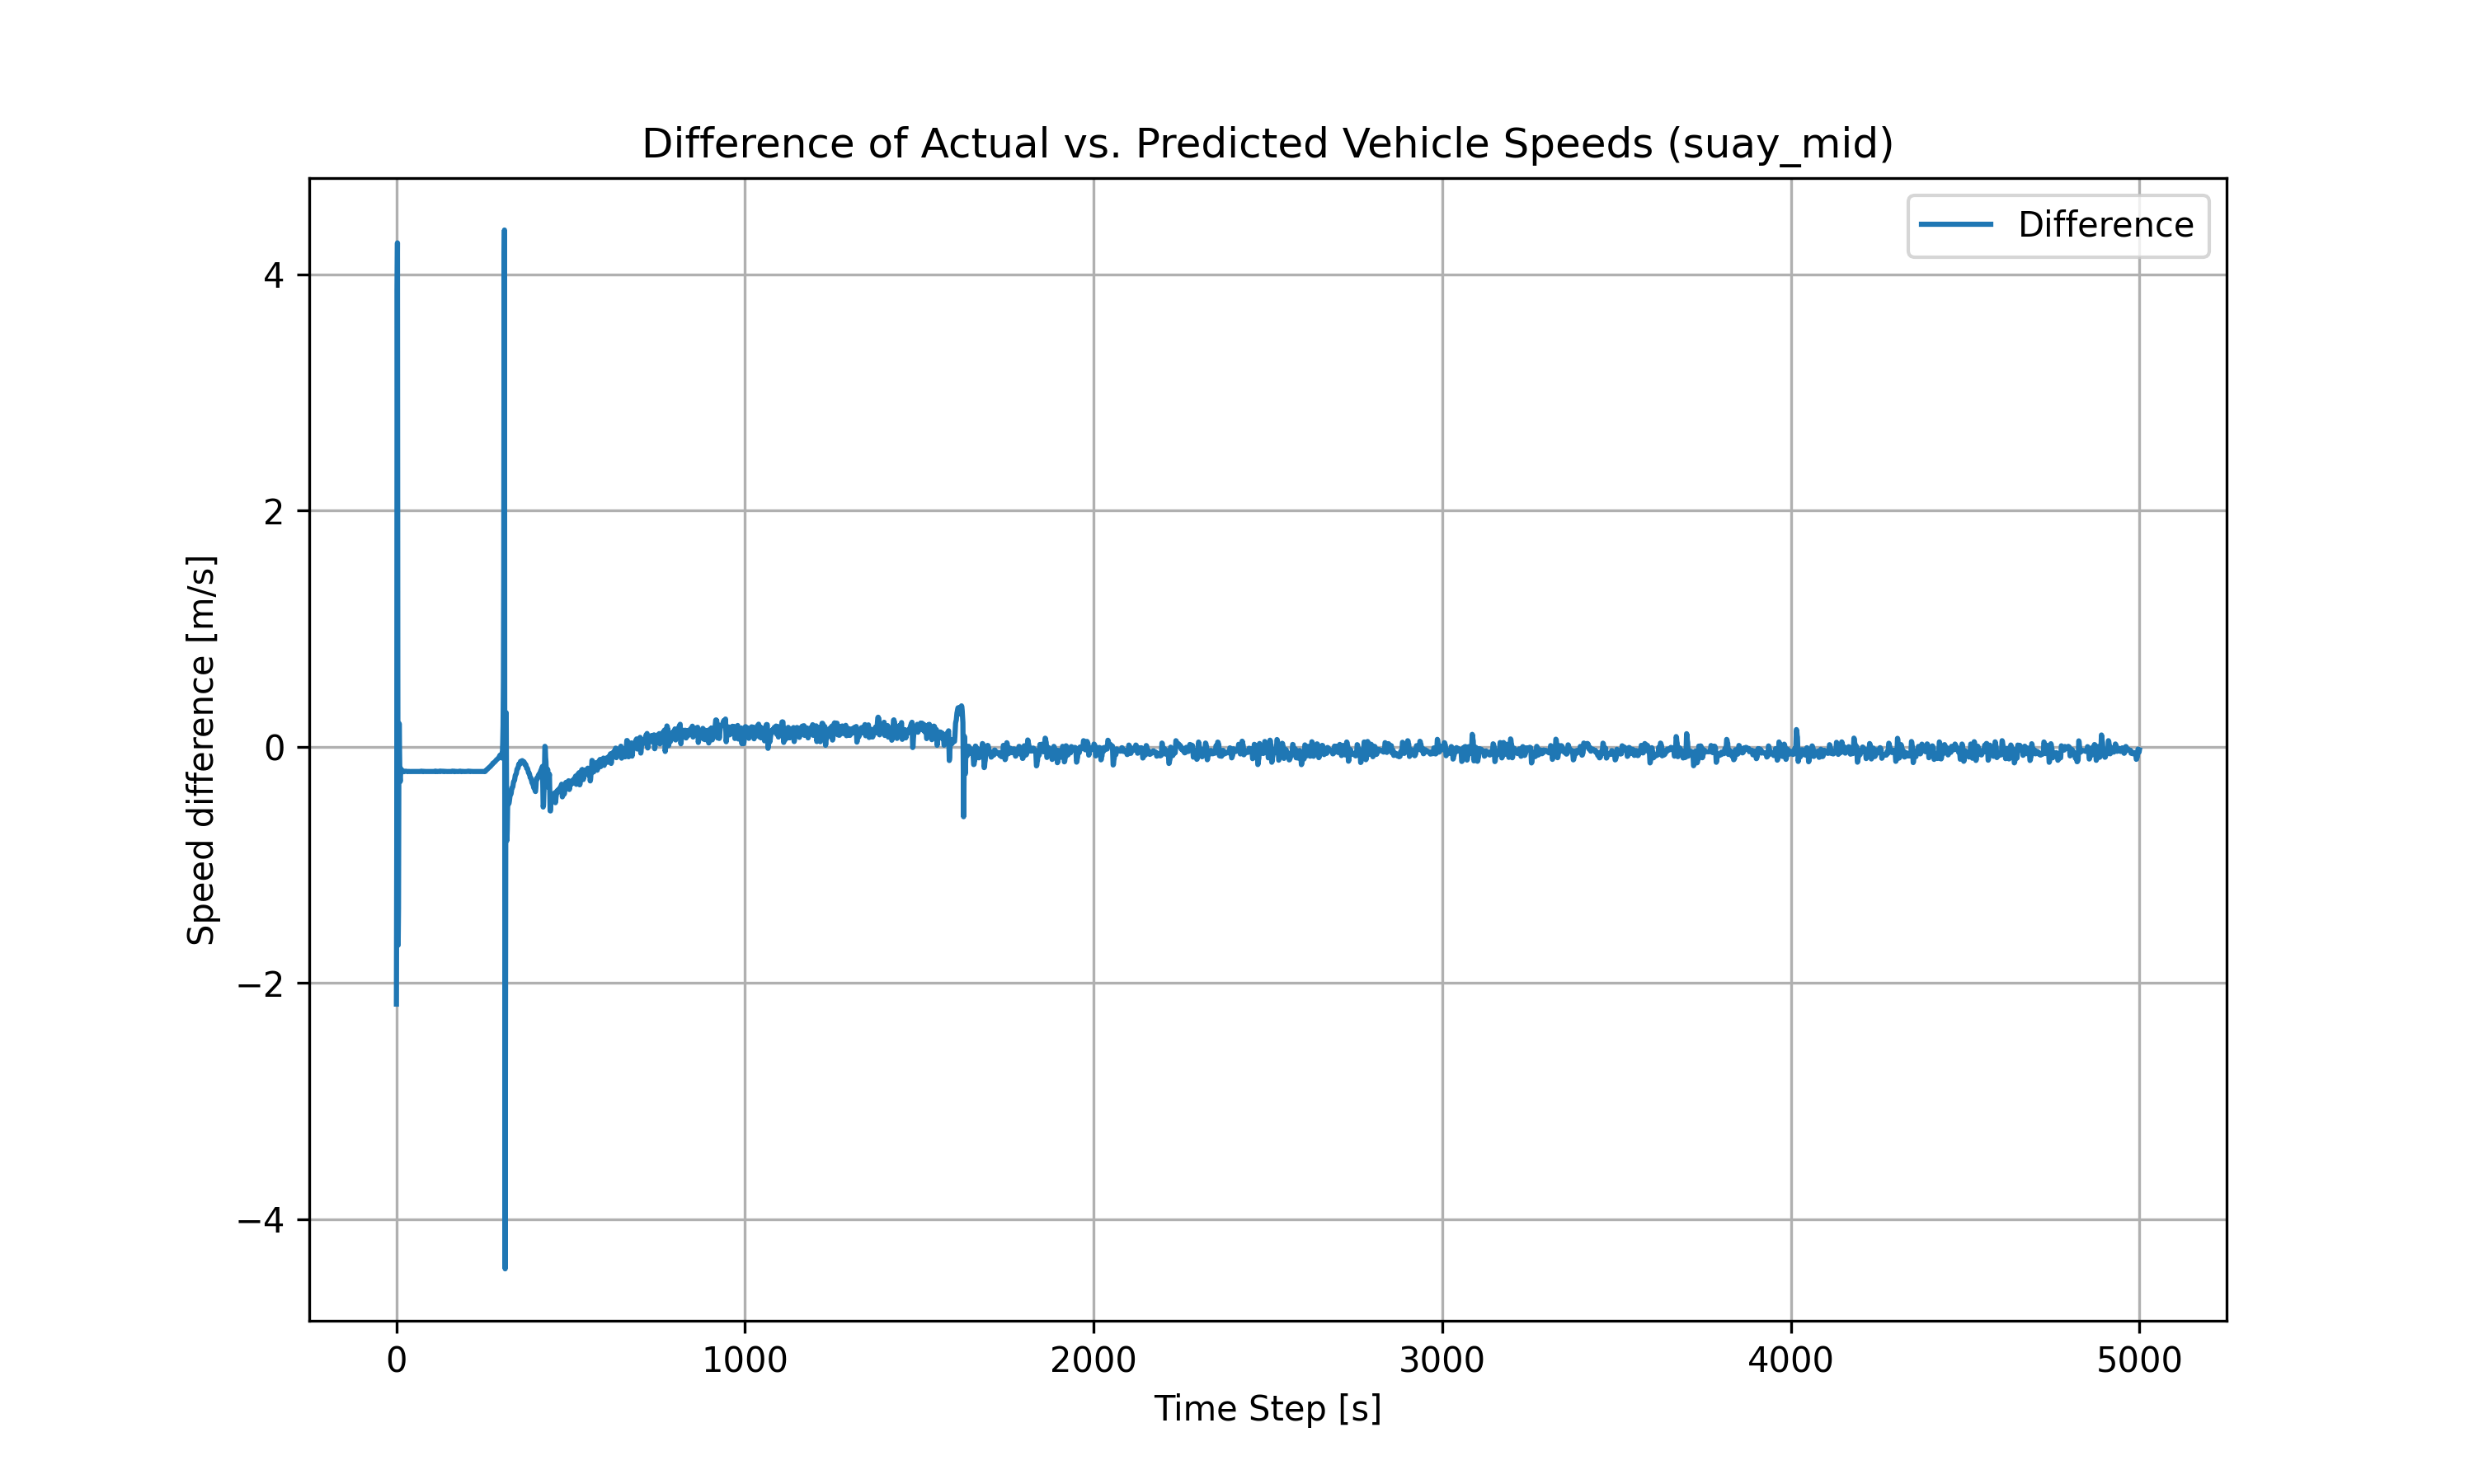 Difference of Actual vs. Predicted Vehicle Speeds (suay_mid)
Difference
4
2
0
−2
−4
Speed difference [m/s]
0 1000 2000 3000 4000 5000
Time Step [s]